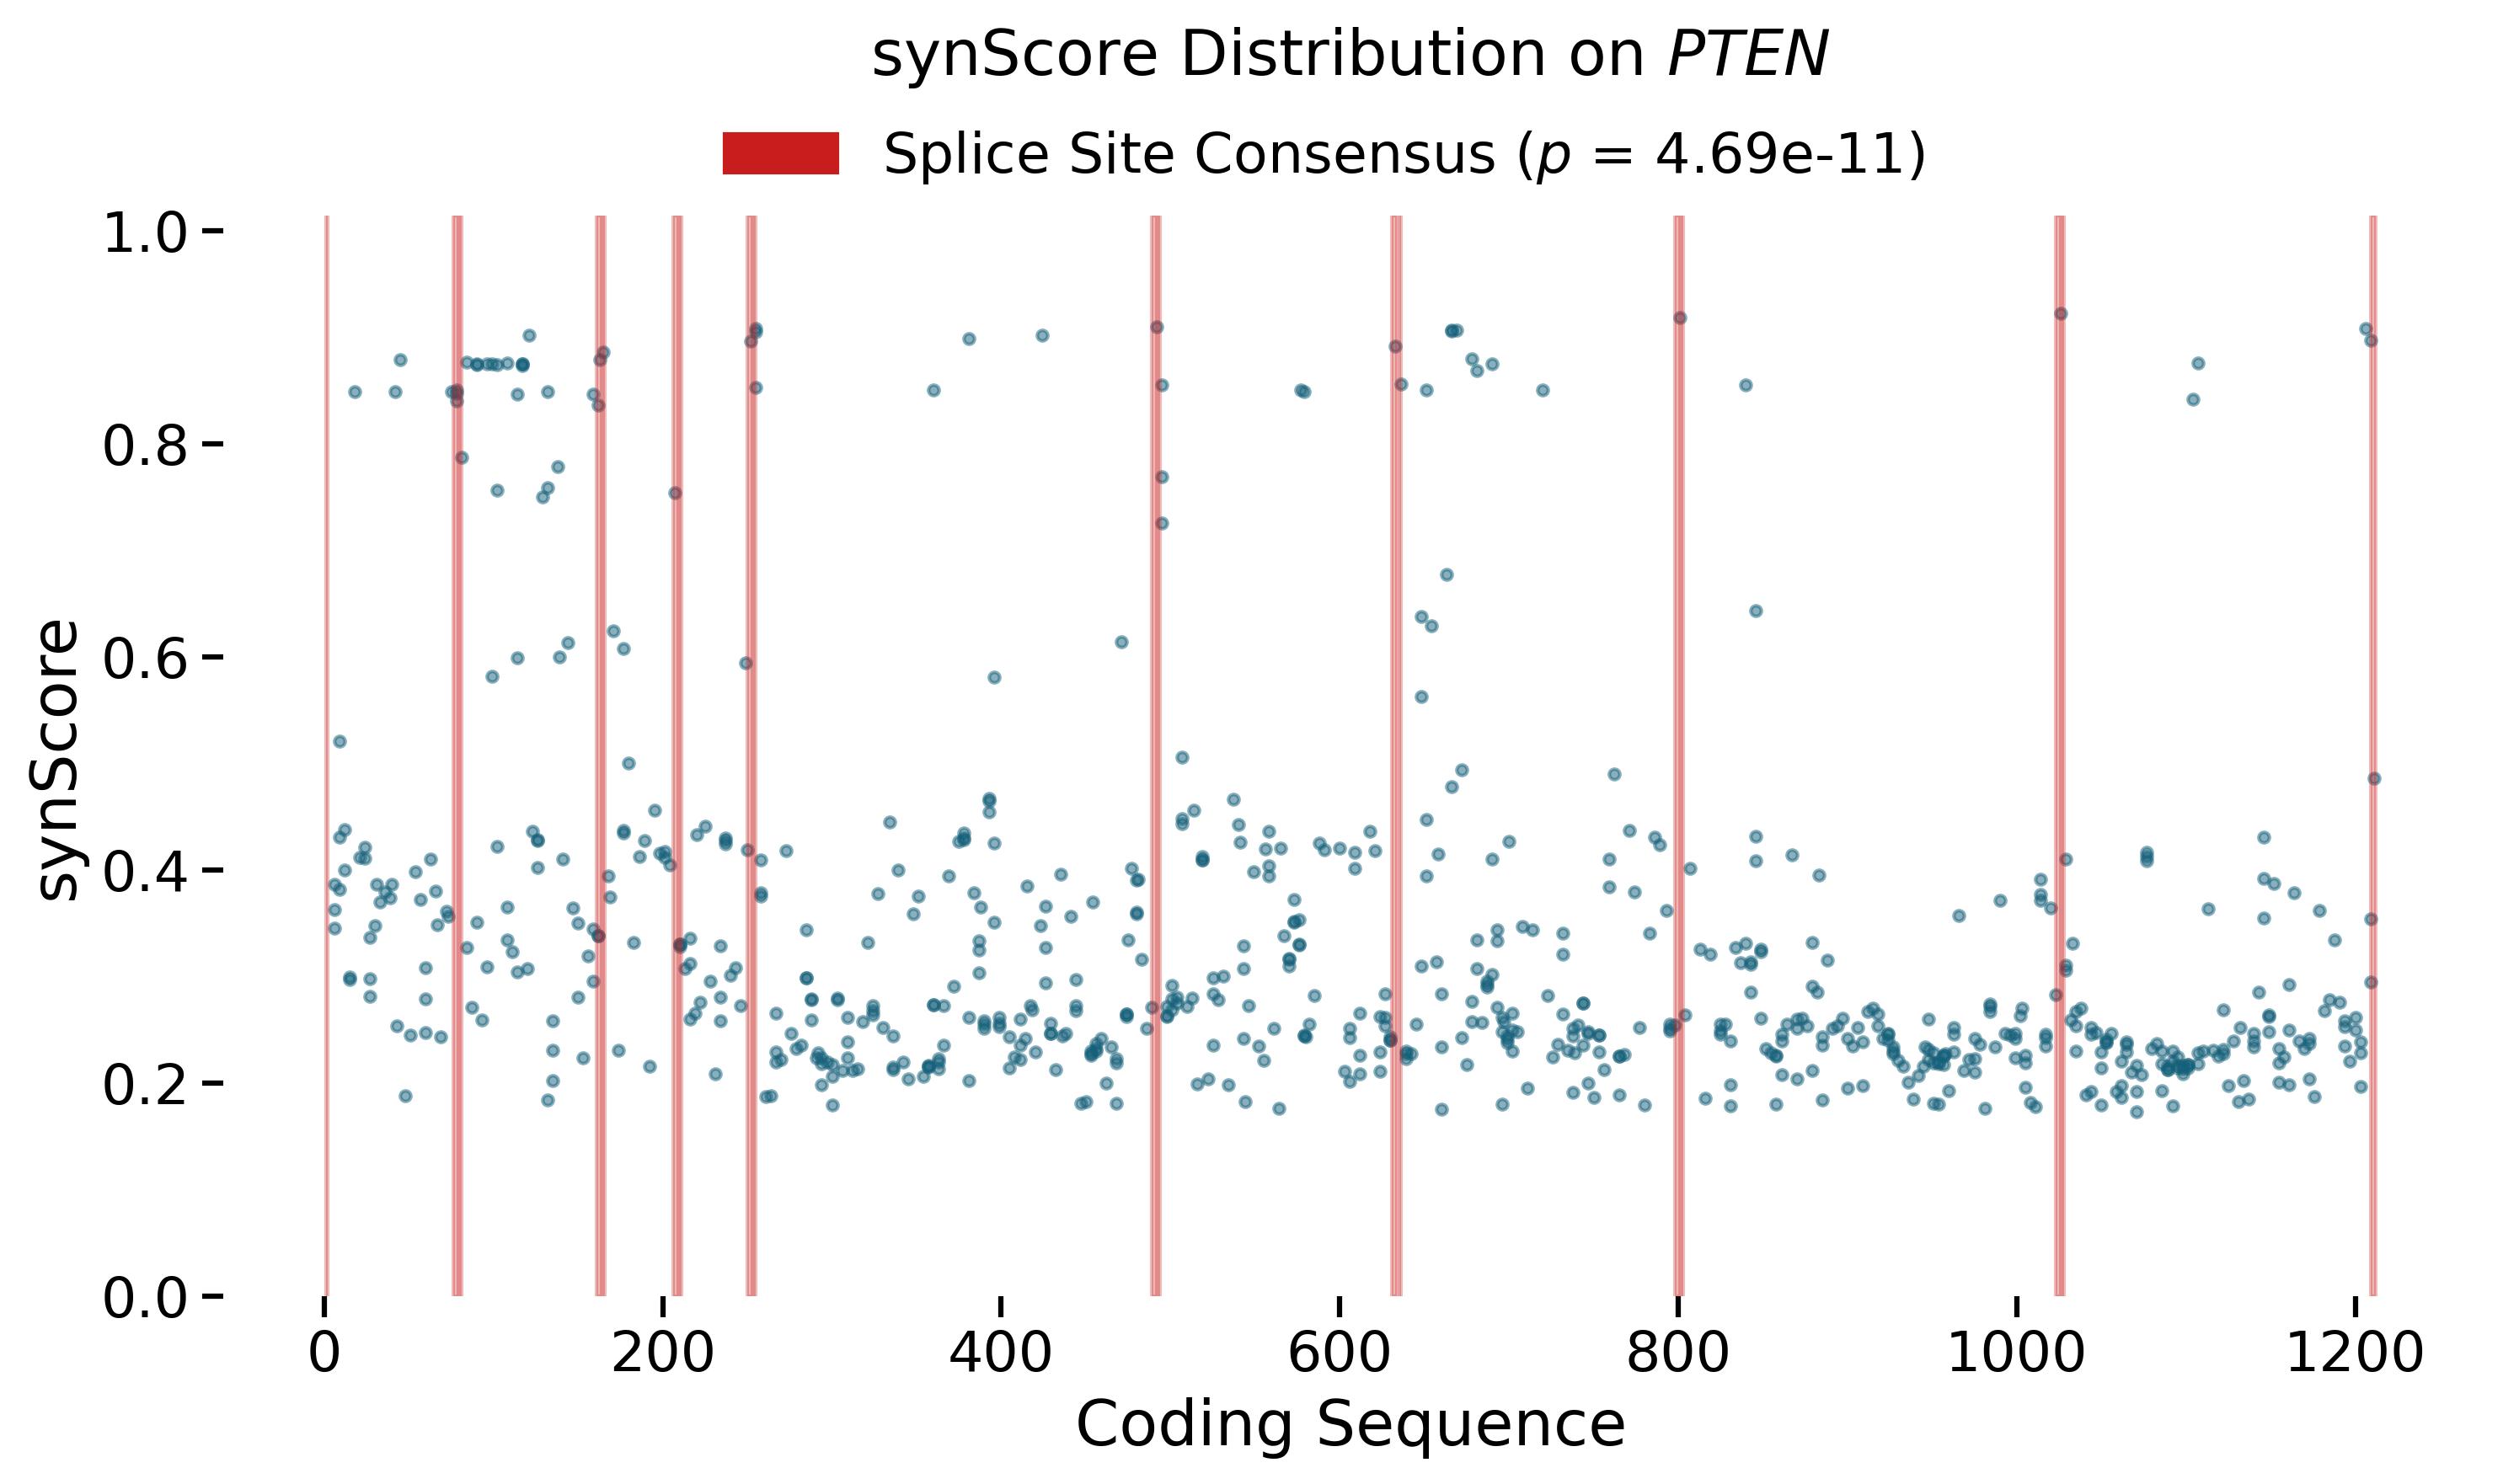 synScore Distribution on PTEN
Splice Site Consensus (p = 4.69e-11)
1.0
0.8
0.6
0.4
0.2
0.0
synScore
0 200 400 600 800 1000 1200
Coding Sequence